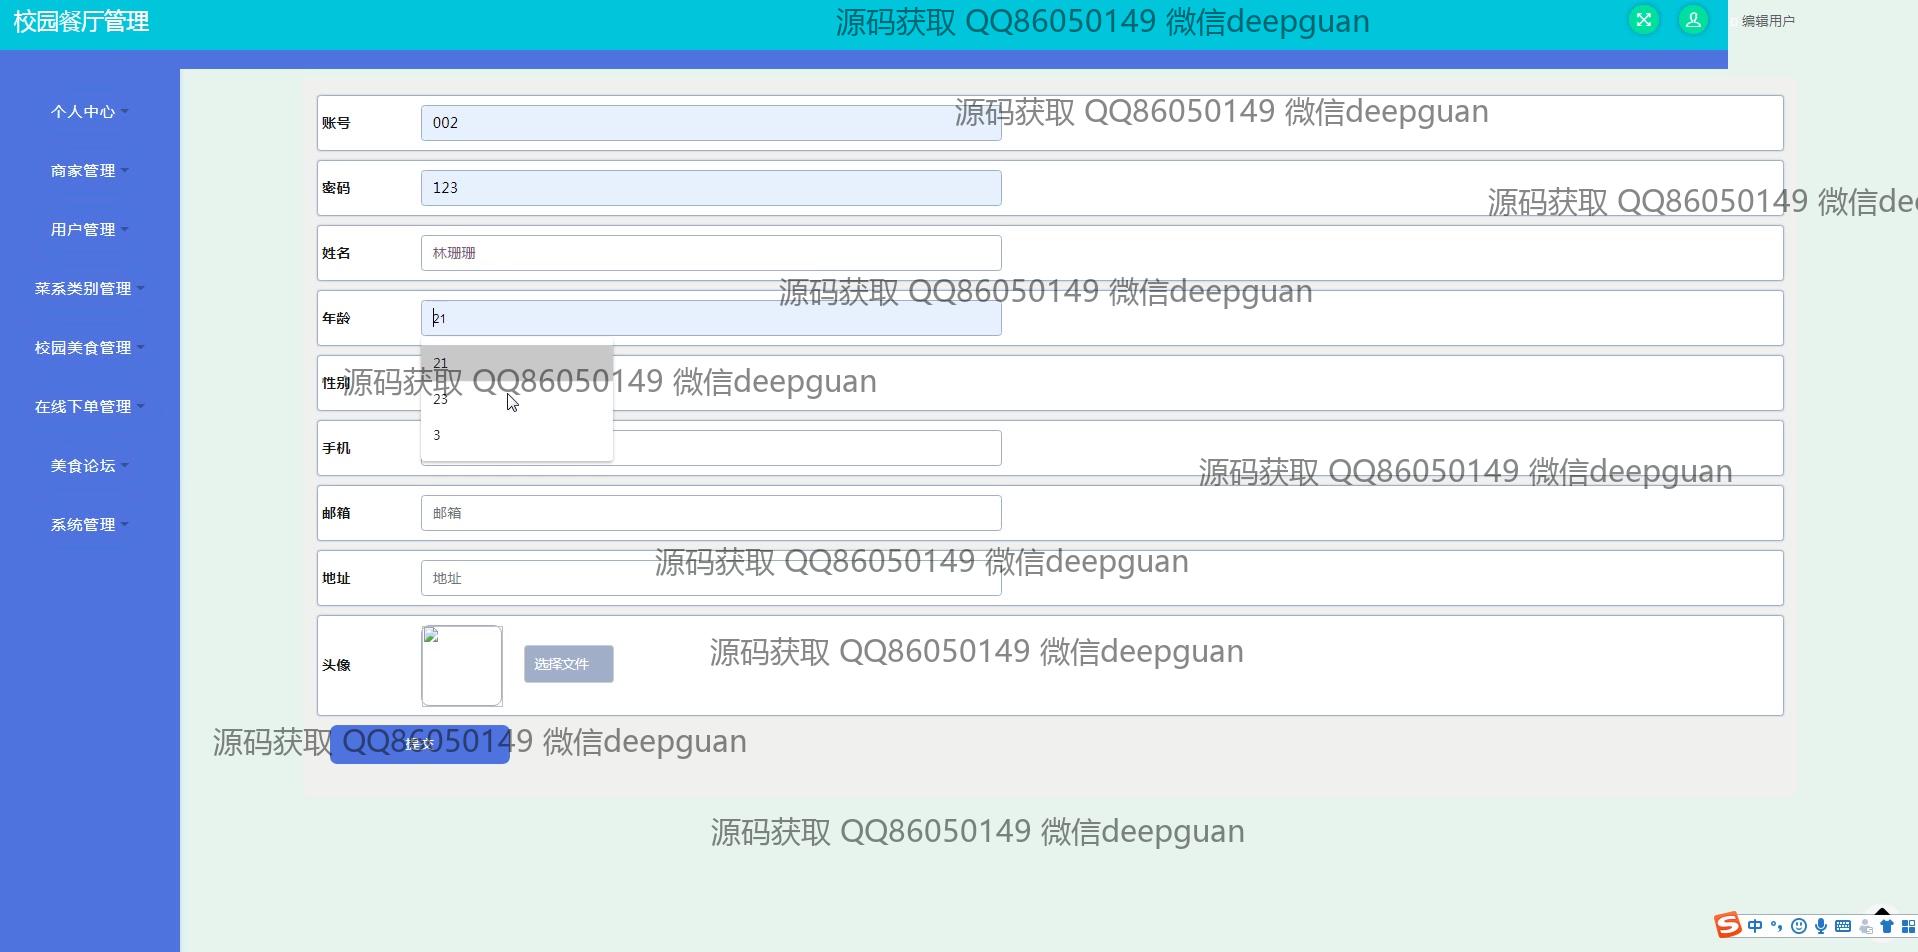 校园餐厅管理
源码获取 QQ86050149 微信deepguan
编辑用户
个人中心
商家管理
用户管理
菜系类别管理
校园美食管理
在线下单管理
美食论坛
系统管理
账号
002
源码获取 QQ86050149 微信deepguan
密码
123
源码获取 QQ86050149 微信dee
姓名
林珊珊
源码获取 QQ86050149 微信deepguan
年龄
21
21
23
3
性别
源码获取 QQ86050149 微信deepguan
手机
源码获取 QQ86050149 微信deepguan
邮箱
邮箱
源码获取 QQ86050149 微信deepguan
地址
地址
头像
选择文件
源码获取 QQ86050149 微信deepguan
提交
源码获取 QQ86050149 微信deepguan
源码获取 QQ86050149 微信deepguan
S 中